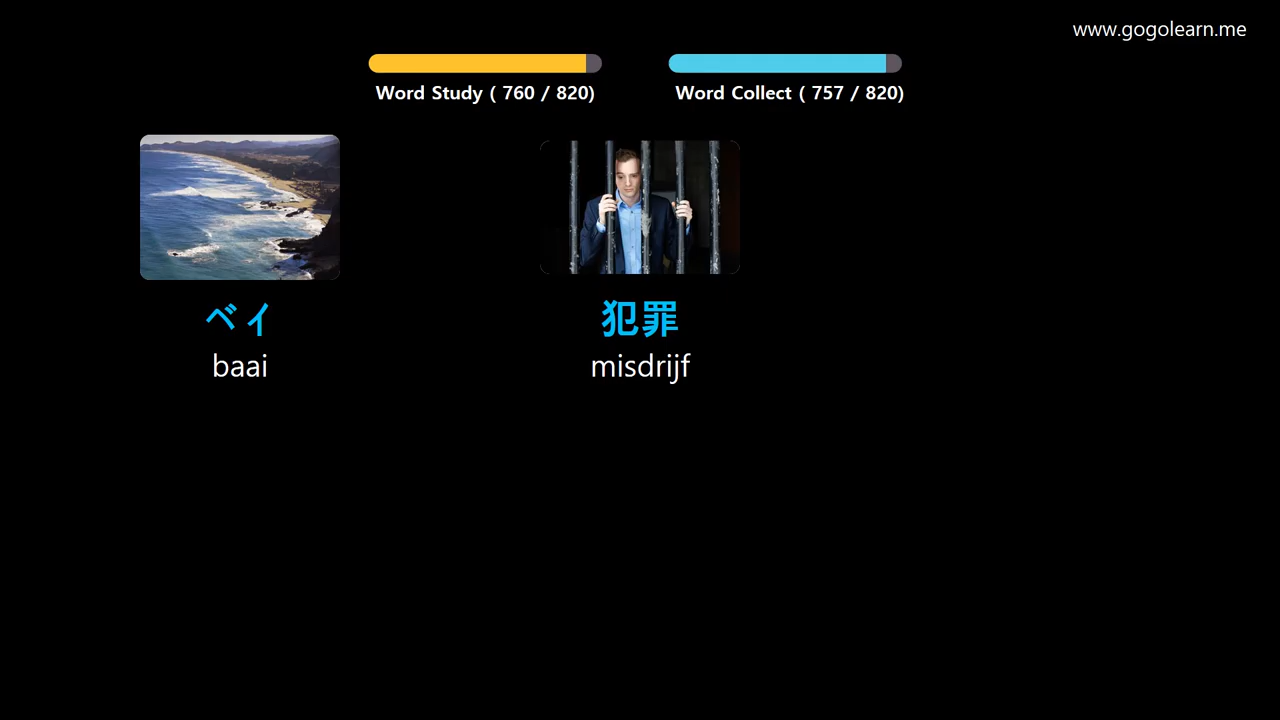 www.gogolearn.me
Word Study ( 760 / 820)
Word Collect ( 757 / 820)
ベイ
baai
犯罪
misdrijf